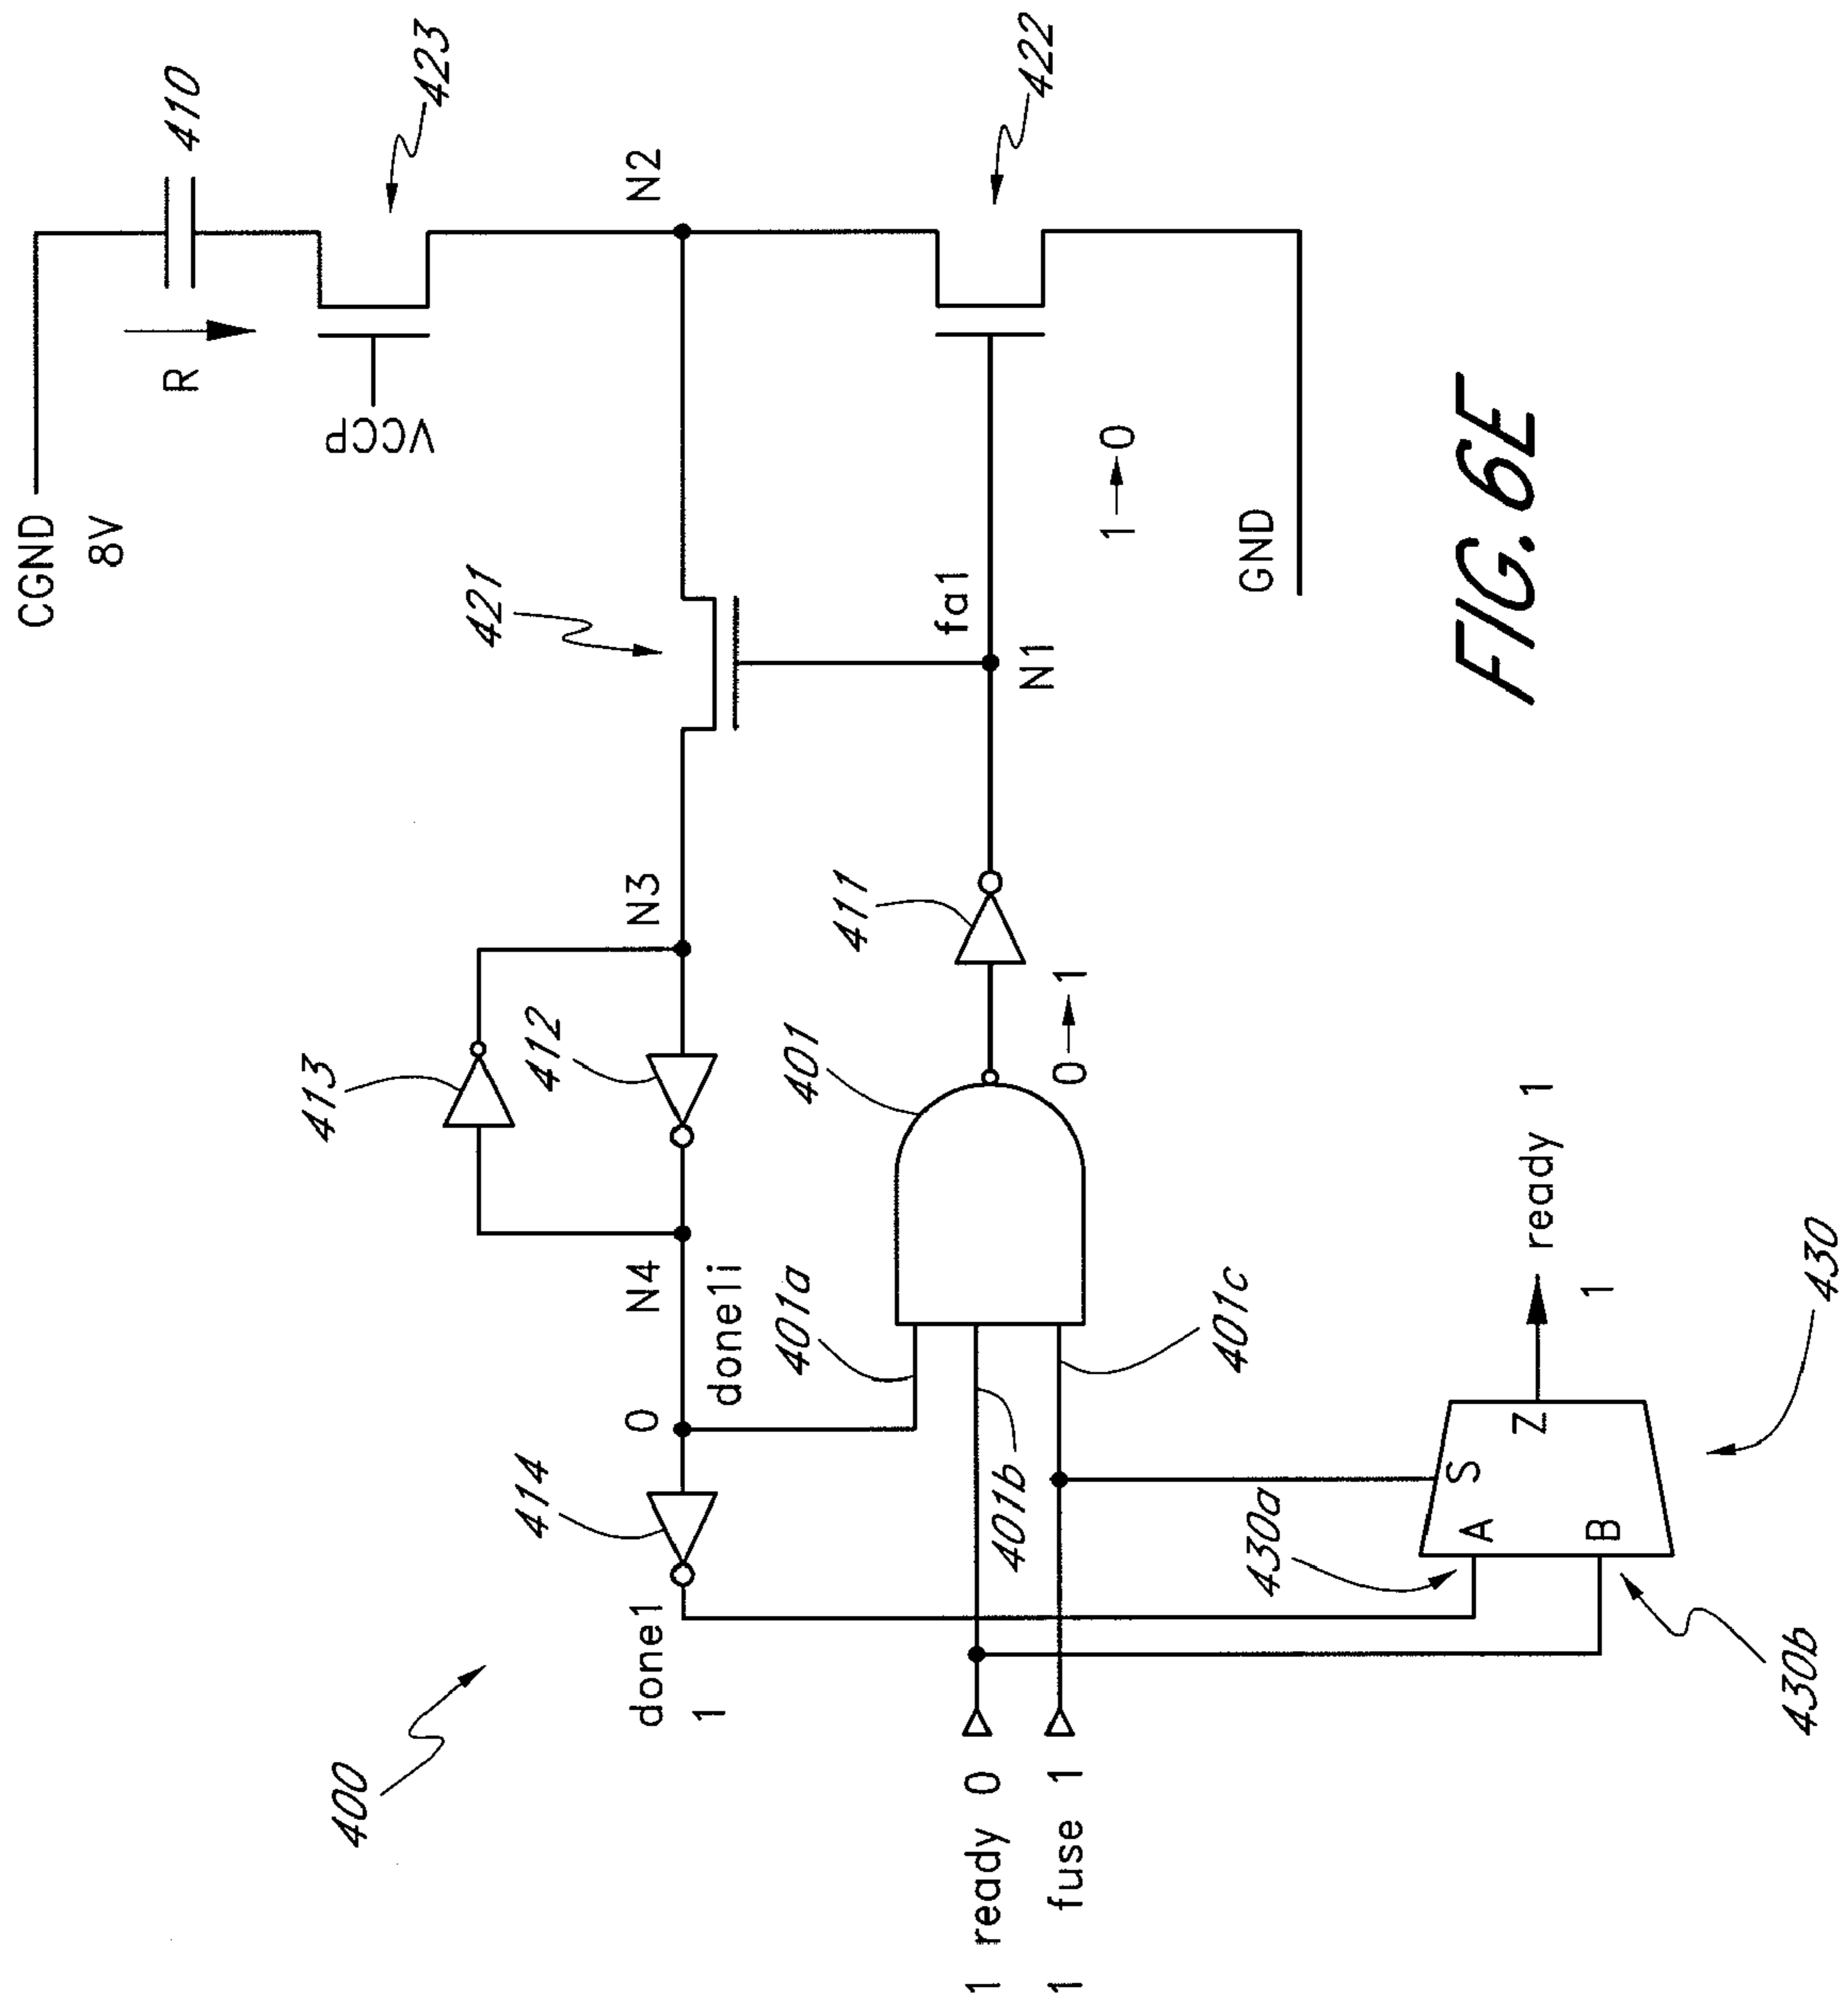 CGND
8V
410
R
423
VCCP
N2
421
422
fa1
N1
1→0
GND
N3
413
412
411
401
0→1
N4
0
done1i
414
401a
401b
401c
done1
1
400
1 ready 0
1 fuse 1
430a
A
S
B
Z
430b
430
ready 1
1
FIG. 6E